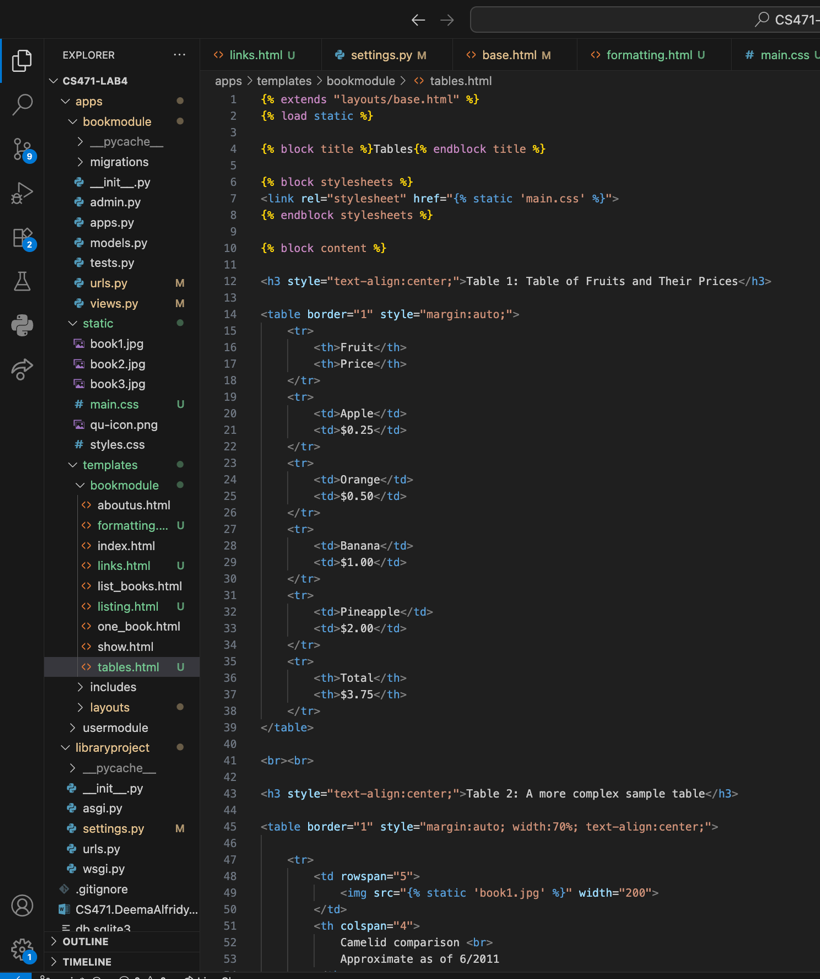 CS471-
EXPLORER
CS471-LAB4
apps
bookmodule
__pycache__
migrations
__init__.py
admin.py
apps.py
models.py
tests.py
urls.py M
views.py M
static
book1.jpg
book2.jpg
book3.jpg
# main.css U
qu-icon.png
# styles.css
templates
bookmodule
<> aboutus.html
<> formatting.... U
<> index.html
<> links.html U
<> list_books.html
<> listing.html U
<> one_book.html
<> show.html
<> tables.html U
includes
layouts
usermodule
libraryproject
__pycache__
__init__.py
asgi.py
settings.py M
urls.py
wsgi.py
.gitignore
CS471.DeemaAlfridy...
db.sqlite3
OUTLINE
TIMELINE
9
2
1
<> links.html U settings.py M <> base.html M <> formatting.html U # main.css U
apps > templates > bookmodule > <> tables.html
1 {% extends "layouts/base.html" %}
2 {% load static %}
3
4 {% block title %}Tables{% endblock title %}
5
6 {% block stylesheets %}
7 <link rel="stylesheet" href="{% static 'main.css' %}">
8 {% endblock stylesheets %}
9
10 {% block content %}
11
12 <h3 style="text-align:center;">Table 1: Table of Fruits and Their Prices</h3>
13
14 <table border="1" style="margin:auto;">
15 <tr>
16 <th>Fruit</th>
17 <th>Price</th>
18 </tr>
19 <tr>
20 <td>Apple</td>
21 <td>$0.25</td>
22 </tr>
23 <tr>
24 <td>Orange</td>
25 <td>$0.50</td>
26 </tr>
27 <tr>
28 <td>Banana</td>
29 <td>$1.00</td>
30 </tr>
31 <tr>
32 <td>Pineapple</td>
33 <td>$2.00</td>
34 </tr>
35 <tr>
36 <th>Total</th>
37 <th>$3.75</th>
38 </tr>
39 </table>
40
41 <br><br>
42
43 <h3 style="text-align:center;">Table 2: A more complex sample table</h3>
44
45 <table border="1" style="margin:auto; width:70%; text-align:center;">
46
47 <tr>
48 <td rowspan="5">
49 <img src="{% static 'book1.jpg' %}" width="200">
50 </td>
51 <th colspan="4">
52 Camelid comparison <br>
53 Approximate as of 6/2011